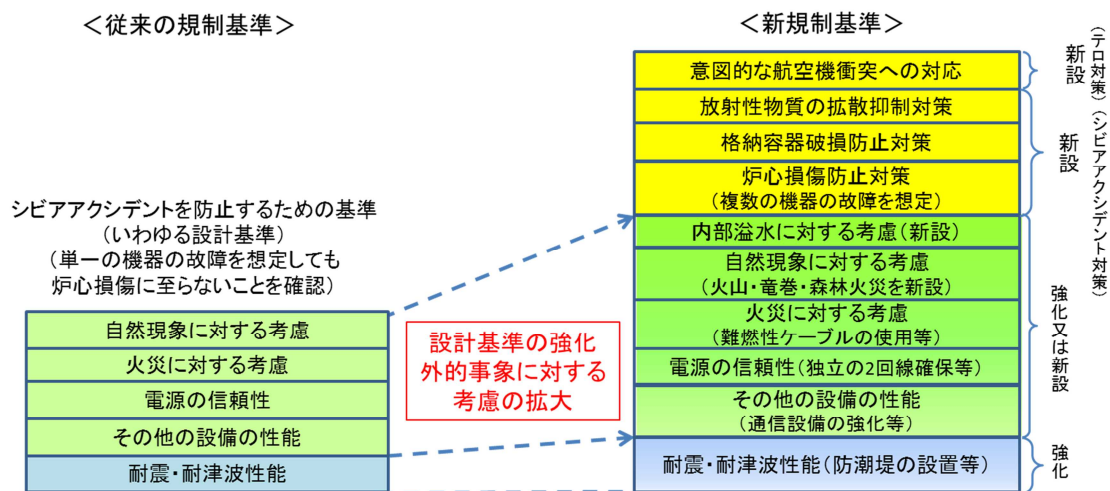 <従来の規制基準>
シビアアクシデントを防止するための基準
(いわゆる設計基準)
(単一の機器の故障を想定しても
炉心損傷に至らないことを確認)
自然現象に対する考慮
火災に対する考慮
電源の信頼性
その他の設備の性能
耐震・耐津波性能
設計基準の強化
外的事象に対する
考慮の拡大
<新規制基準>
意図的な航空機衝突への対応
放射性物質の拡散抑制対策
格納容器破損防止対策
炉心損傷防止対策
(複数の機器の故障を想定)
内部溢水に対する考慮(新設)
自然現象に対する考慮
(火山・竜巻・森林火災を新設)
火災に対する考慮
(難燃性ケーブルの使用等)
電源の信頼性(独立の2回線確保等)
その他の設備の性能
(通信設備の強化等)
耐震・耐津波性能(防潮堤の設置等)
新設
(テロ対策)
新設
(シビアアクシデント対策)
強化又は新設
強化